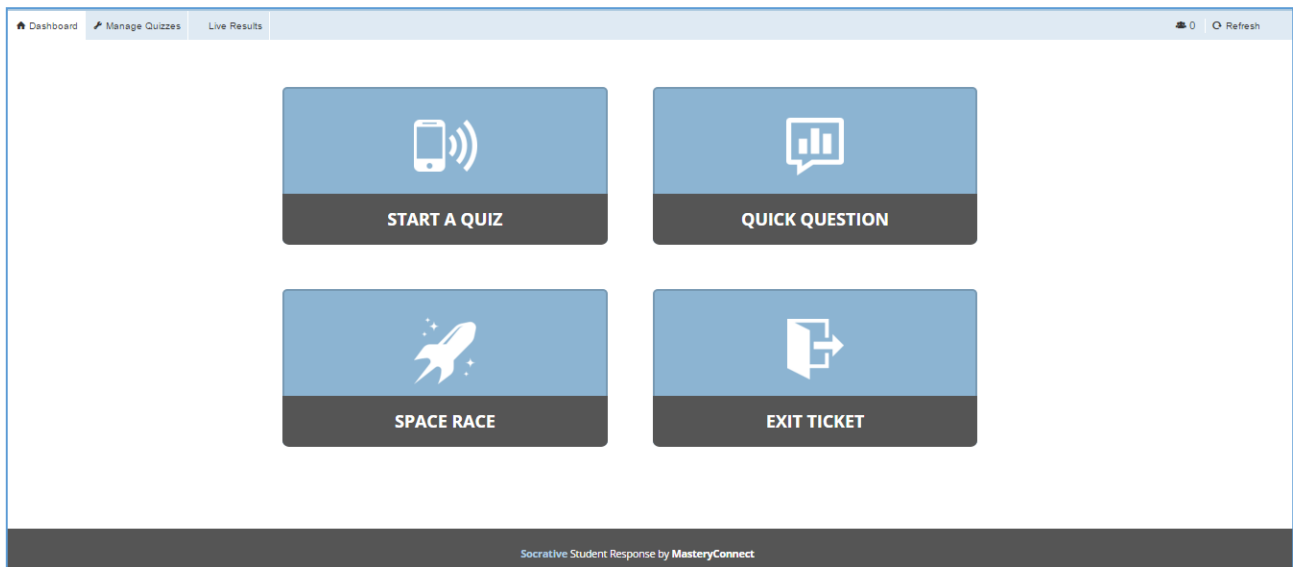 Dashboard Manage Quizzes Live Results 0 Refresh
START A QUIZ QUICK QUESTION
SPACE RACE EXIT TICKET
Socrative Student Response by MasteryConnect